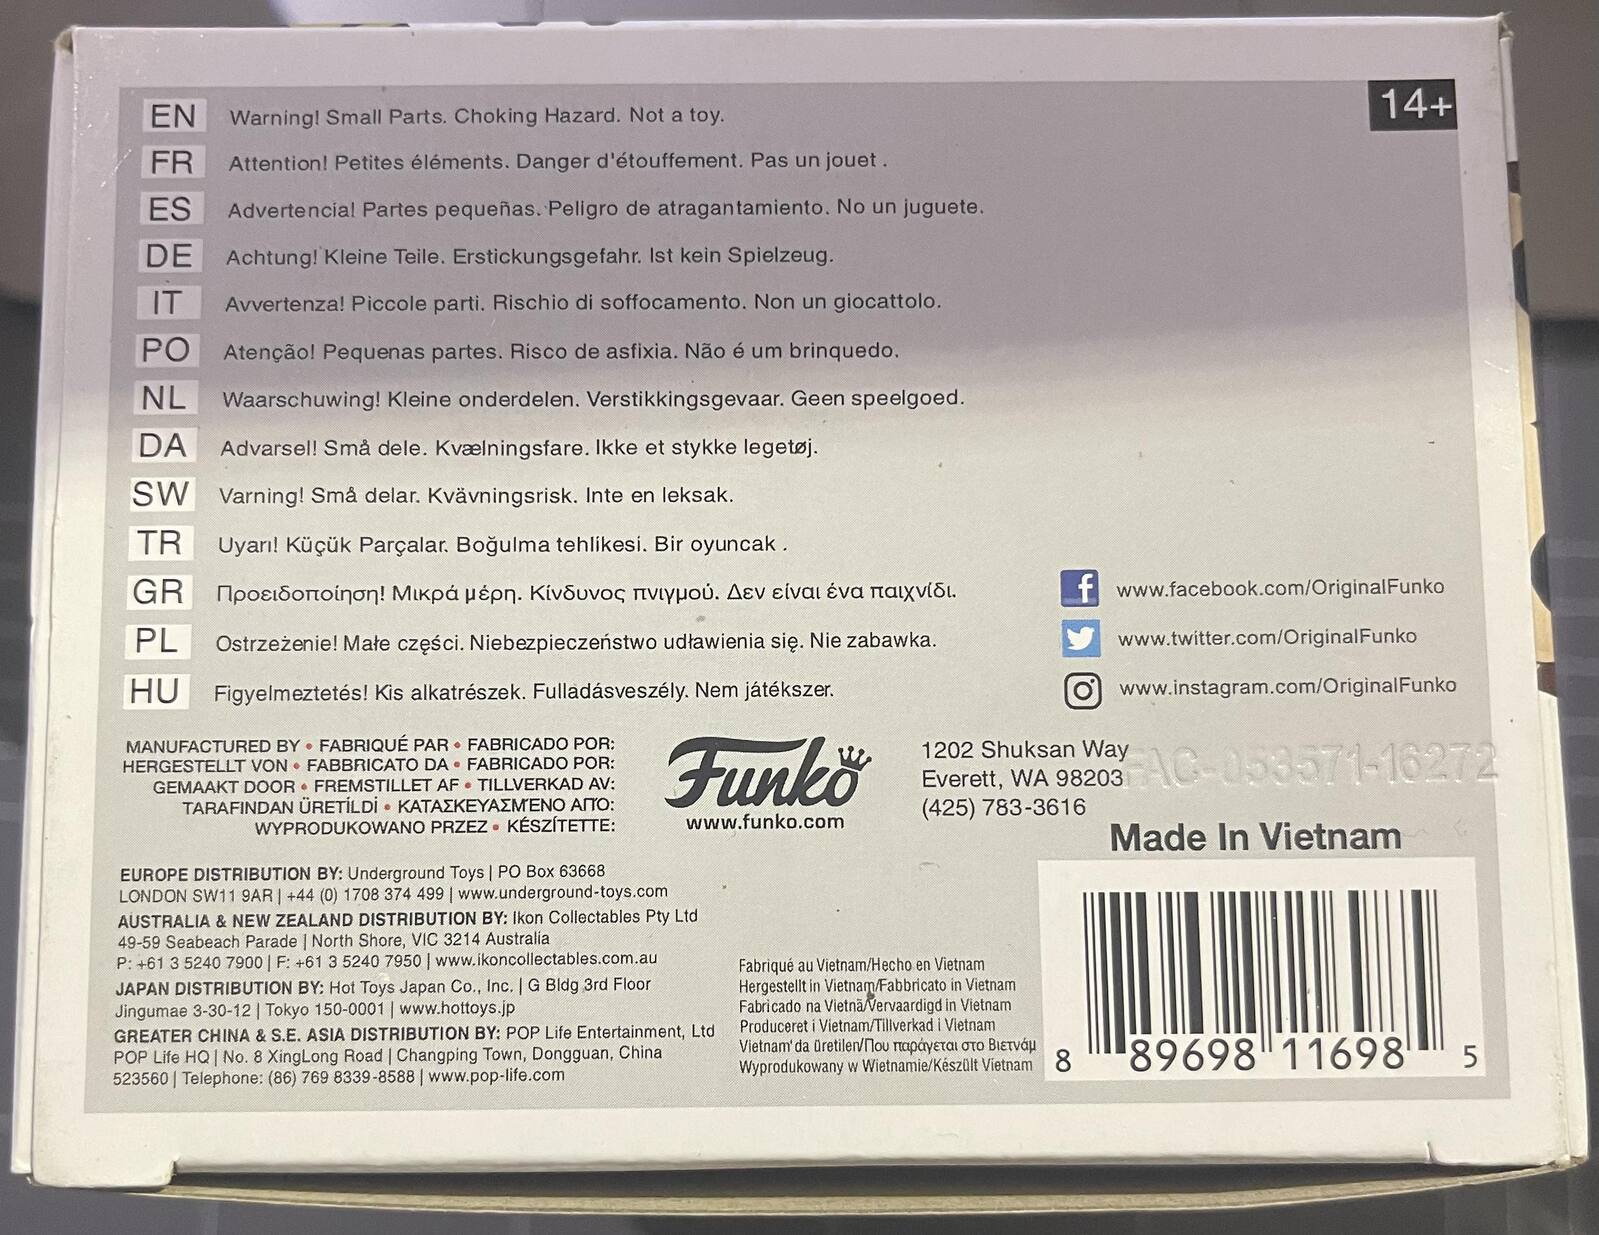 14+
EN Warning! Small Parts. Choking Hazard. Not a toy.
FR Attention! Petites éléments. Danger d'étouffement. Pas un jouet .
ES Advertencia! Partes pequeñas. Peligro de atragantamiento. No un juguete.
DE Achtung! Kleine Teile. Erstickungsgefahr. Ist kein Spielzeug.
IT Avvertenza! Piccole parti. Rischio di soffocamento. Non un giocattolo.
PO Atenção! Pequenas partes. Risco de asfixia. Não é um brinquedo.
NL Waarschuwing! Kleine onderdelen. Verstikkingsgevaar. Geen speelgoed.
DA Advarsel! Små dele. Kvælningsfare. Ikke et stykke legetøj.
SW Varning! Små delar. Kvävningsrisk. Inte en leksak.
TR Uyarı! Küçük Parçalar. Boğulma tehlikesi. Bir oyuncak .
GR Προειδοποίηση! Μικρά μέρη. Κίνδυνος πνιγμού. Δεν είναι ένα παιχνίδι.
PL Ostrzeżenie! Małe części. Niebezpieczeństwo udławienia się. Nie zabawka.
HU Figyelmeztetés! Kis alkatrészek. Fulladásveszély. Nem játékszer.
www.facebook.com/OriginalFunko
www.twitter.com/OriginalFunko
www.instagram.com/OriginalFunko
MANUFACTURED BY • FABRIQUÉ PAR • FABRICADO POR:
HERGESTELLT VON • FABBRICATO DA • FABRICADO POR:
GEMAAKT DOOR • FREMSTILLET AF • TILLVERKAD AV:
TARAFINDAN ÜRETİLDİ • ΚΑΤΑΣΚΕΥΑΣΜΈΝΟ ΑΠΌ:
WYPRODUKOWANO PRZEZ • KÉSZÍTETTE:
Funko
www.funko.com
1202 Shuksan Way
Everett, WA 98203
(425) 783-3616
FAC-053571-16272
Made In Vietnam
EUROPE DISTRIBUTION BY: Underground Toys | PO Box 63668
LONDON SW11 9AR | +44 (0) 1708 374 499 | www.underground-toys.com
AUSTRALIA & NEW ZEALAND DISTRIBUTION BY: Ikon Collectables Pty Ltd
49-59 Seabeach Parade | North Shore, VIC 3214 Australia
P: +61 3 5240 7900 | F: +61 3 5240 7950 | www.ikoncollectables.com.au
JAPAN DISTRIBUTION BY: Hot Toys Japan Co., Inc. | G Bldg 3rd Floor
Jingumae 3-30-12 | Tokyo 150-0001 | www.hottoys.jp
GREATER CHINA & S.E. ASIA DISTRIBUTION BY: POP Life Entertainment, Ltd
POP Life HQ | No. 8 XingLong Road | Changping Town, Dongguan, China
523560 | Telephone: (86) 769 8339-8588 | www.pop-life.com
Fabriqué au Vietnam/Hecho en Vietnam
Hergestellt in Vietnam/Fabbricato in Vietnam
Fabricado na Vietnã/Vervaardigd in Vietnam
Produceret i Vietnam/Tillverkad i Vietnam
Vietnam'da üretilen/Που παράγεται στο Βιετνάμ
Wyprodukowany w Wietnamie/Készült Vietnam
8 89698 11698 5